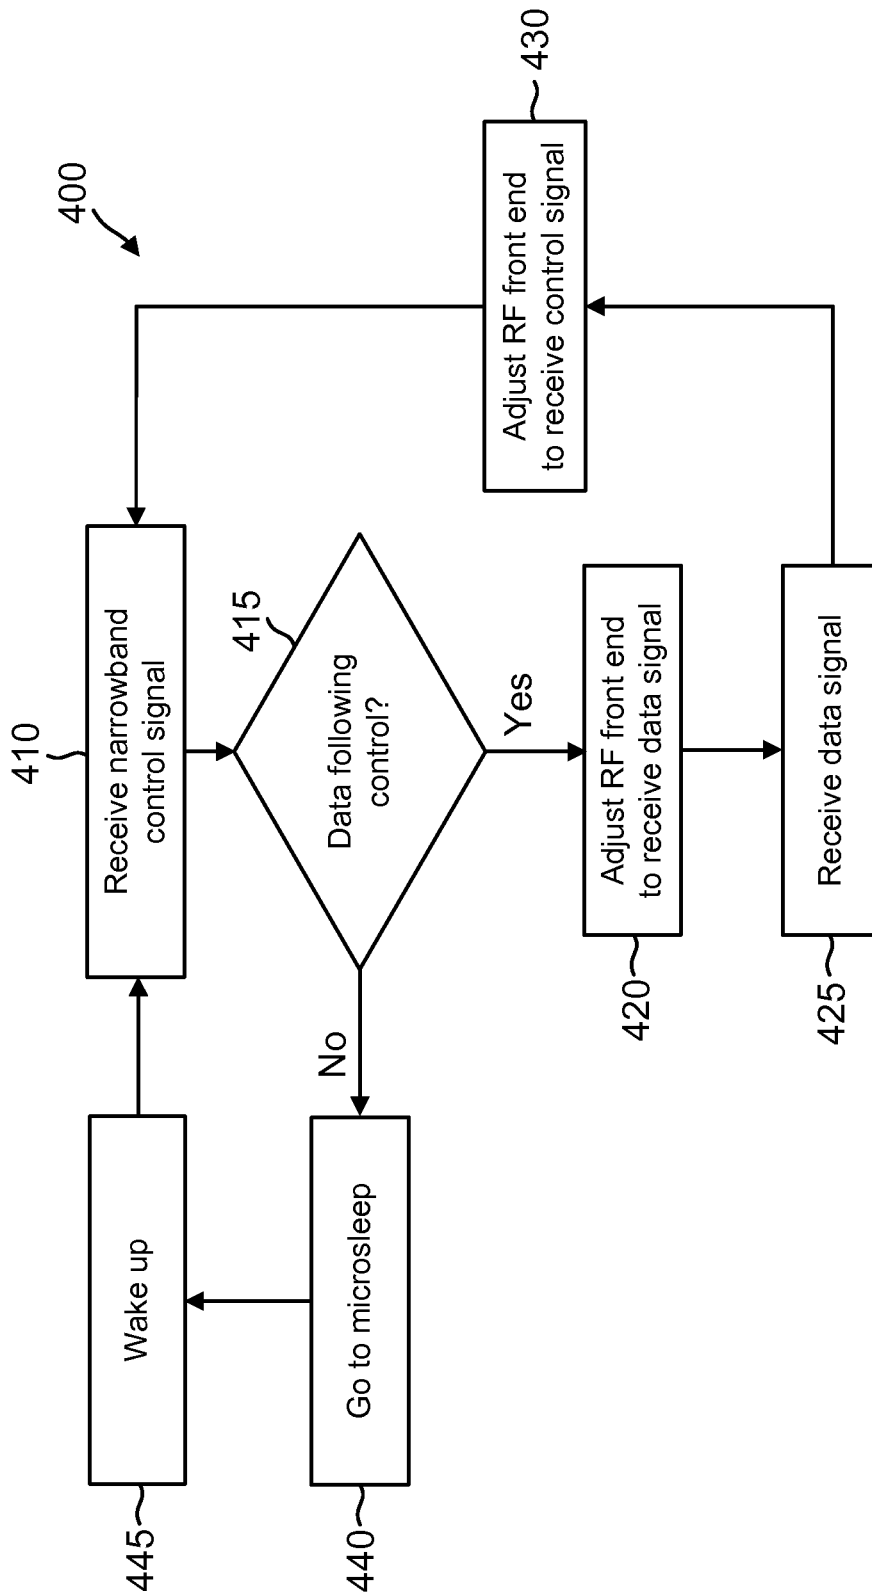 400
410
Receive narrowband
control signal
415
Data following
control?
Yes
No
420
Adjust RF front end
to receive data signal
425
Receive data signal
430
Adjust RF front end
to receive control signal
440
Go to microsleep
445
Wake up